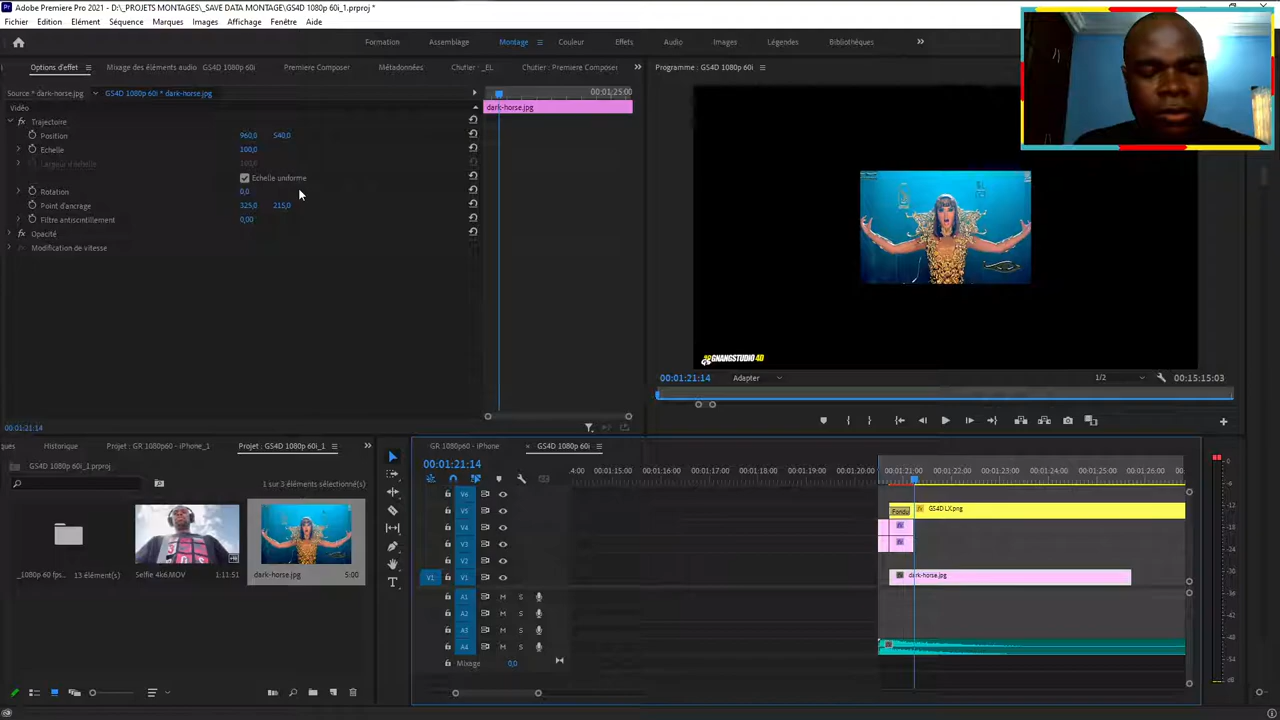 Adobe Premiere Pro 2021 - D:\_PROJETS MONTAGES\_SAVE DATA MONTAGE\GS4D 1080p 60i_1.prproj *
Fichier Edition Elément Séquence Marques Images Affichage Fenêtre Aide
Formation Assemblage Montage Couleur Effets Audio Images Légendes Bibliothèques
Options d'effet Mixage des éléments audio GS4D 1080p 60i Premiere Composer Métadonnées Chutier : _EL Chutier : Premiere Composer
Programme : GS4D 1080p 60i
Source * dark-horse.jpg GS4D 1080p 60i * dark-horse.jpg 00:01:25:00
Vidéo dark-horse.jpg
fx Trajectoire
Position 960,0 540,0
Echelle 100,0
Largeur d'échelle 100,0
Echelle uniforme
Rotation 0,0
Point d'ancrage 325,0 215,0
Filtre antiscintillement 0,00
fx Opacité
Modification de vitesse
GNANGSTUDIO 4D
00:01:21:14 Adapter 1/2 00:15:15:03
00:01:21:14
ques Historique Projet : GR 1080p60 - iPhone_1 Projet : GS4D 1080p 60i_1
GS4D 1080p 60i_1.prproj
1 sur 3 élements sélectionné(s)
_1080p 60 fps... 13 élément(s)
Selfie 4k6.MOV 1:11:51
dark-horse.jpg 5:00
GR 1080p60 - iPhone × GS4D 1080p 60i
00:01:21:14
4:00 00:01:15:00 00:01:16:00 00:01:17:00 00:01:18:00 00:01:19:00 00:01:20:00 00:01:21:00 00:01:22:00 00:01:23:00 00:01:24:00 00:01:25:00 00:01:26:00
V6
V5 Fondu fx GS4D LX.png
V4
V3
V2
V1 V1 dark-horse.jpg
A1 M S
A2 M S
A3 M S
A4 M S
Mixage 0,0